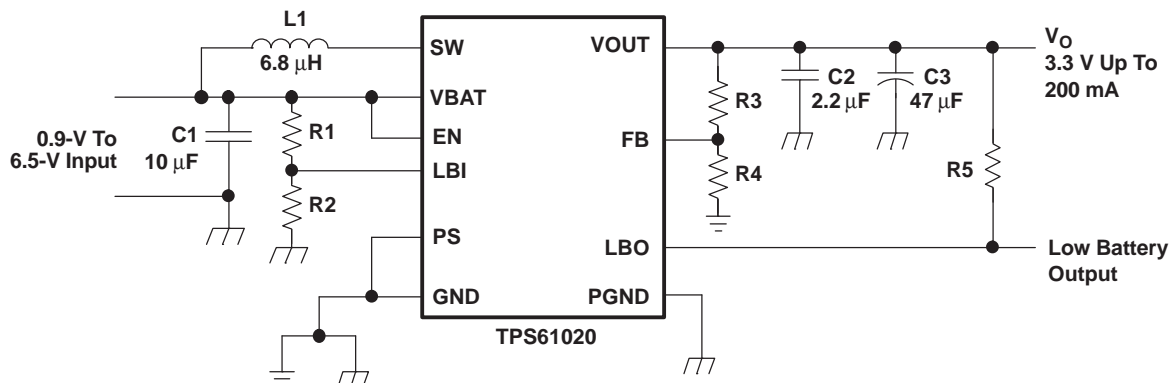 L1
6.8 µH
SW
VBAT
EN
LBI
PS
GND
VOUT
FB
LBO
PGND
TPS61020
0.9-V To
6.5-V Input
C1
10 µF
R1
R2
R3
R4
C2
2.2 µF
C3
47 µF
R5
VO
3.3 V Up To
200 mA
Low Battery
Output